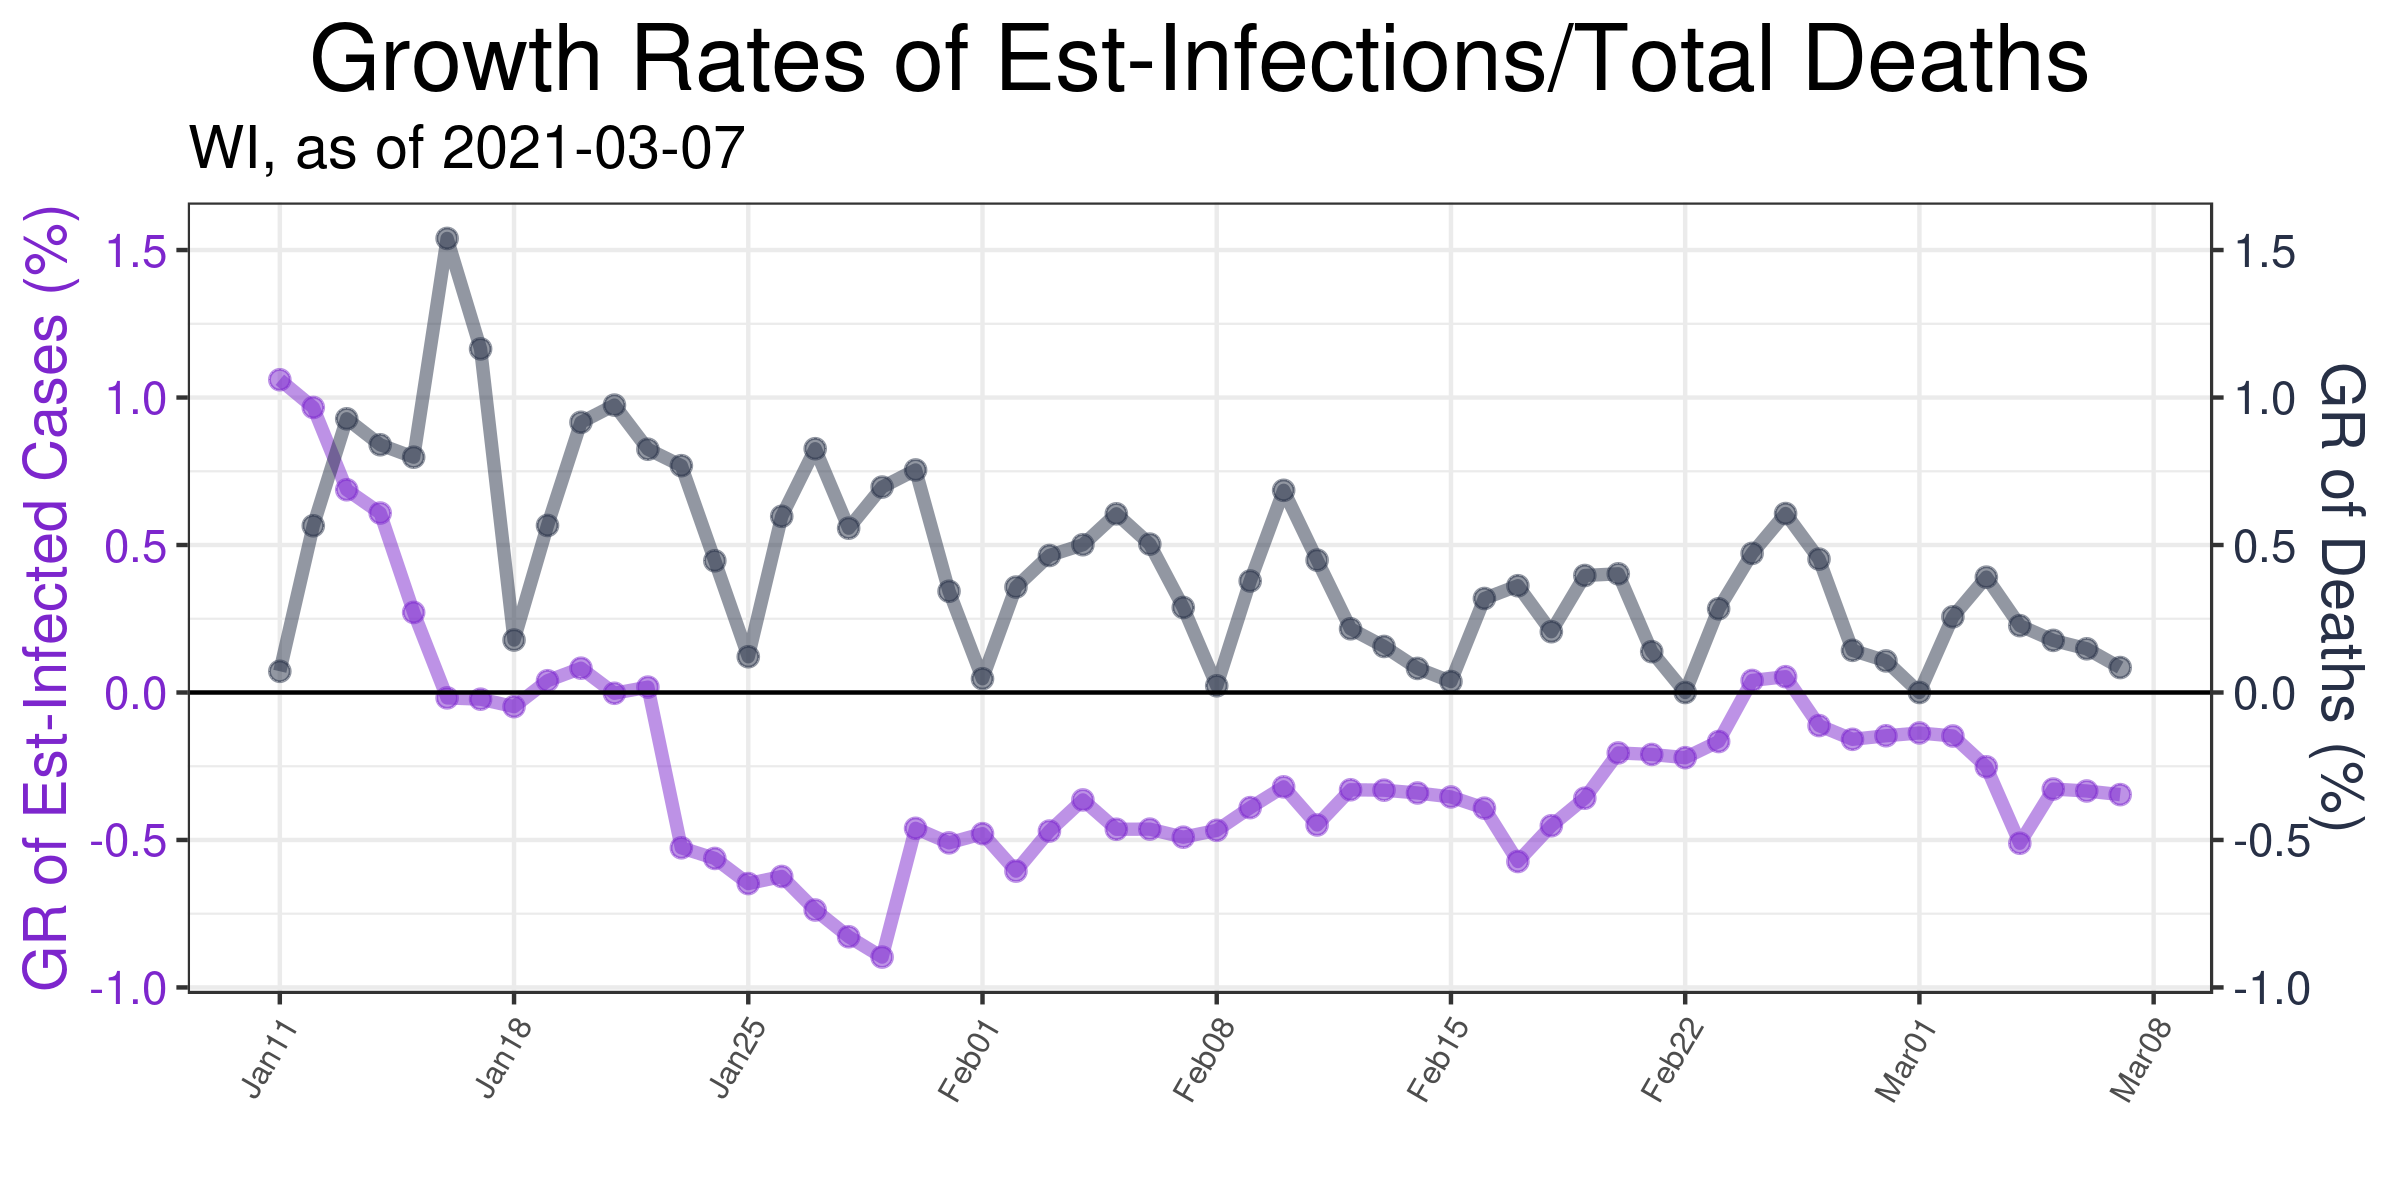 Growth Rates of Est-Infections/Total Deaths
WI, as of 2021-03-07
GR of Est-Infected Cases (%)
1.5
1.0
0.5
0.0
-0.5
-1.0
1.5
1.0
0.5
0.0
-0.5
-1.0
GR of Deaths (%)
Jan11
Jan18
Jan25
Feb01
Feb08
Feb15
Feb22
Mar01
Mar08